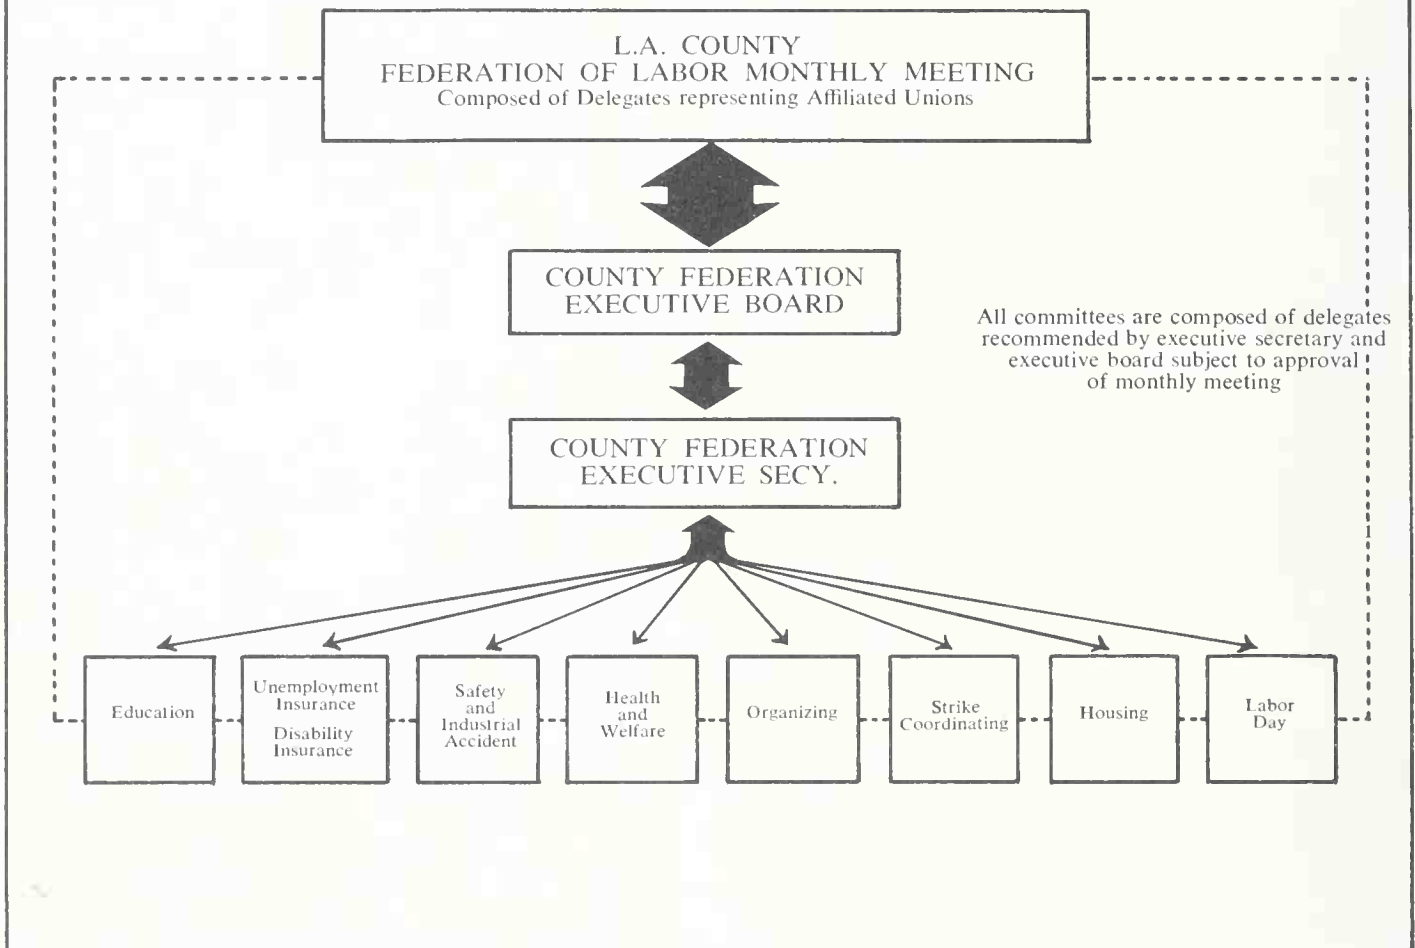 L.A. COUNTY
FEDERATION OF LABOR MONTHLY MEETING
Composed of Delegates representing Affiliated Unions
COUNTY FEDERATION
EXECUTIVE BOARD
All committees are composed of delegates
recommended by executive secretary and
executive board subject to approval
of monthly meeting
COUNTY FEDERATION
EXECUTIVE SECY.
Education
Unemployment
Insurance
Disability
Insurance
Safety
and
Industrial
Accident
Health
and
Welfare
Organizing
Strike
Coordinating
Housing
Labor
Day